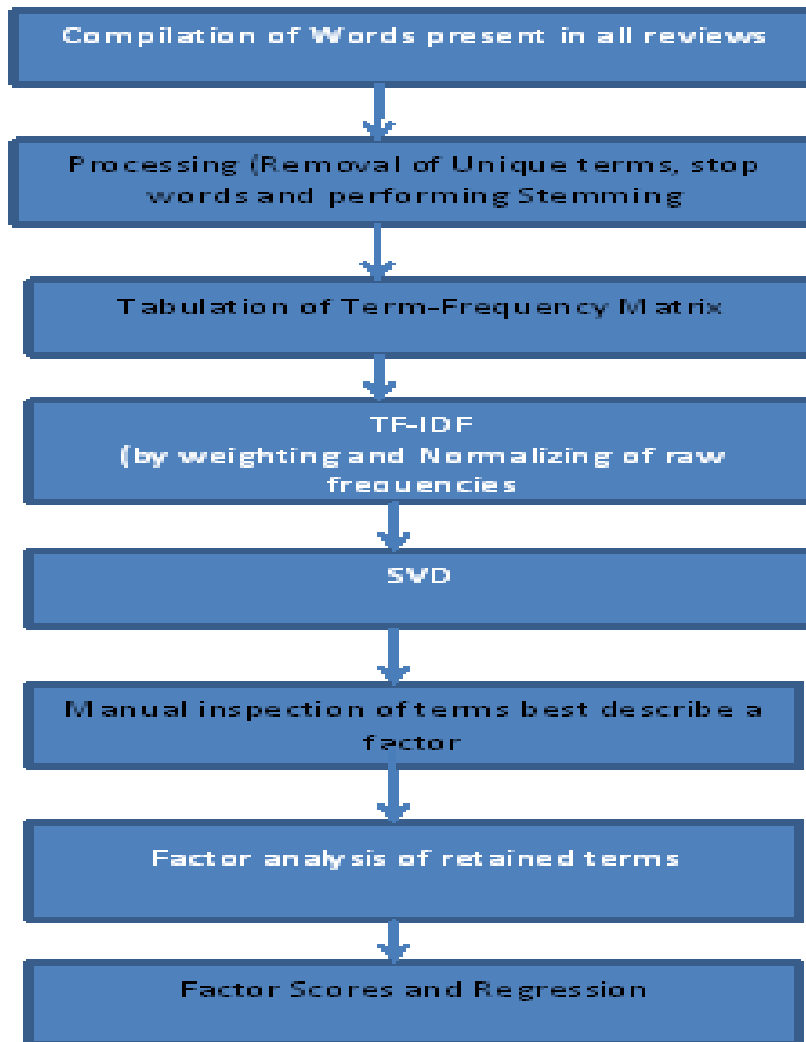 Compilation of Words present in all reviews
Processing (Removal of Unique terms, stop
words and performing Stemming
Tabulation of Term-Frequency Matrix
TF-IDF
(by weighting and Normalizing of raw
frequencies
SVD
Manual inspection of terms best describe a
factor
Factor analysis of retained terms
Factor Scores and Regression